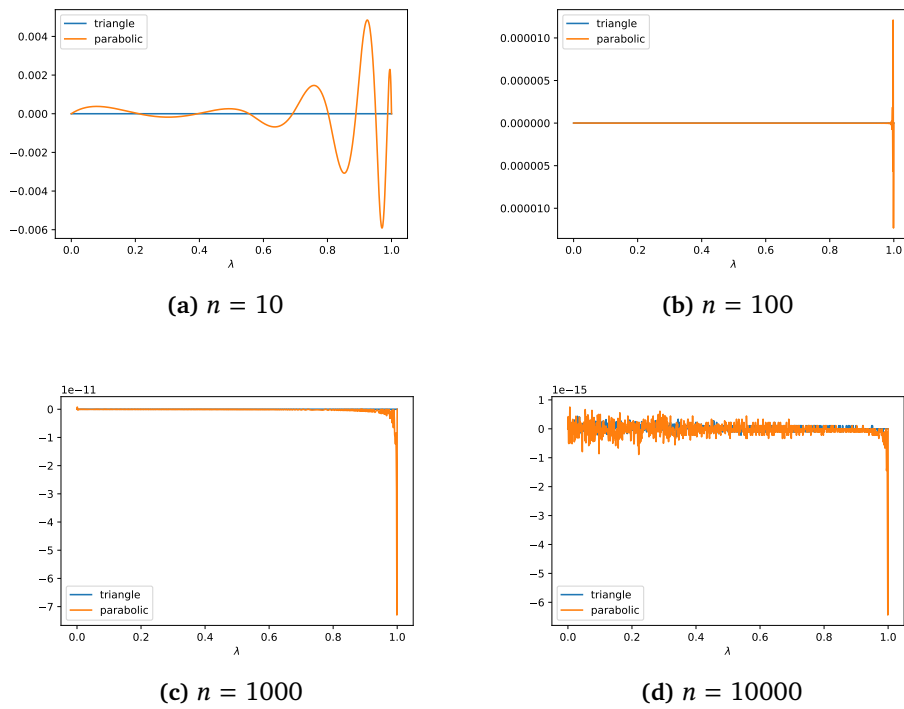 triangle
parabolic
0.004
0.002
0.000
−0.002
−0.004
−0.006
0.0 0.2 0.4 0.6 0.8 1.0
λ
(a) n = 10
triangle
parabolic
0.000010
0.000005
0.000000
0.000005
0.000010
0.0 0.2 0.4 0.6 0.8 1.0
λ
(b) n = 100
1e−11
0
−1
−2
−3
−4
−5
−6
−7
triangle
parabolic
0.0 0.2 0.4 0.6 0.8 1.0
λ
(c) n = 1000
1e−15
1
0
−1
−2
−3
−4
−5
−6
triangle
parabolic
0.0 0.2 0.4 0.6 0.8 1.0
λ
(d) n = 10000